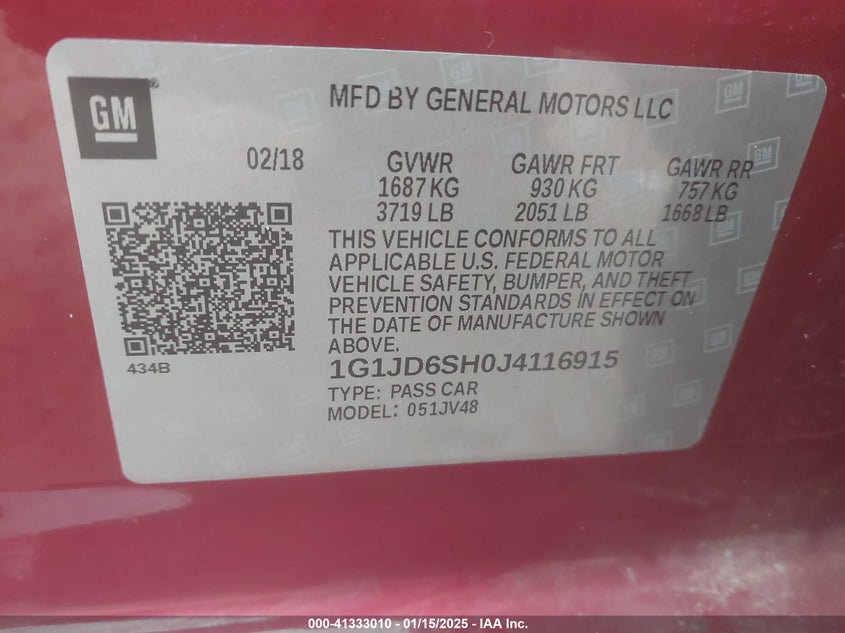 GM
MFD BY GENERAL MOTORS LLC
02/18 GVWR GAWR FRT GAWR RR
1687 KG 930 KG 757 KG
3719 LB 2051 LB 1668 LB
THIS VEHICLE CONFORMS TO ALL
APPLICABLE U.S. FEDERAL MOTOR
VEHICLE SAFETY, BUMPER, AND THEFT
PREVENTION STANDARDS IN EFFECT ON
THE DATE OF MANUFACTURE SHOWN
ABOVE.
434B
1G1JD6SH0J4116915
TYPE: PASS CAR
MODEL: 051JV48
000-41333010 - 01/15/2025 - IAA Inc.